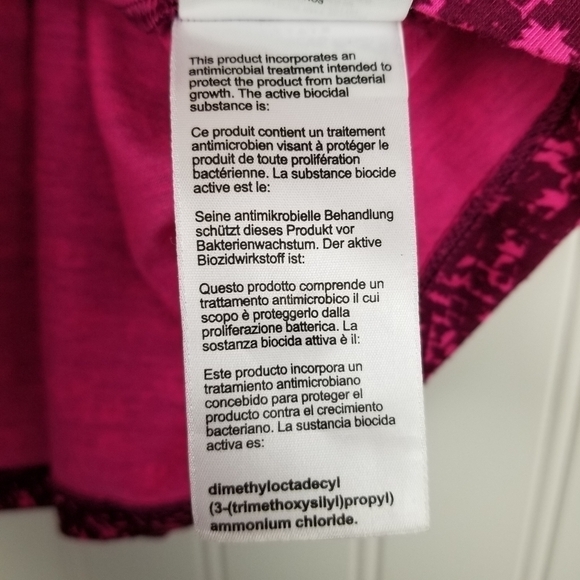 This product incorporates an
antimicrobial treatment intended to
protect the product from bacterial
growth. The active biocidal
substance is:
Ce produit contient un traitement
antimicrobien visant à protéger le
produit de toute prolifération
bactérienne. La substance biocide
active est le:
Seine antimikrobielle Behandlung
schützt dieses Produkt vor
Bakterienwachstum. Der aktive
Biozidwirkstoff ist:
Questo prodotto comprende un
trattamento antimicrobico il cui
scopo è proteggerlo dalla
proliferazione batterica. La
sostanza biocida attiva è il:
Este producto incorpora un
tratamiento antimicrobiano
concebido para proteger el
producto contra el crecimiento
bacteriano. La sustancia biocida
activa es:
dimethyloctadecyl
(3-(trimethoxysilyl)propyl)
ammonium chloride.